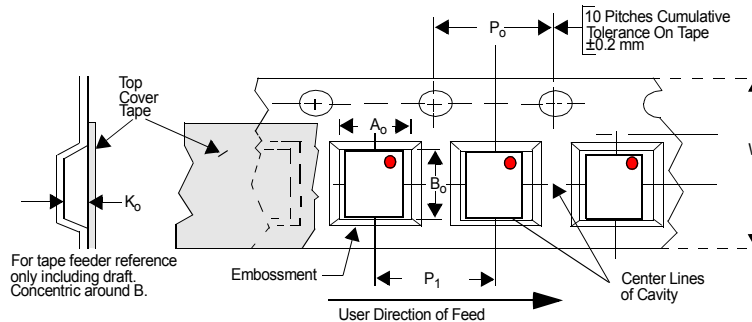 10 Pitches Cumulative
Tolerance On Tape
±0.2 mm
Po
Top
Cover
Tape
Ao
Bo
Ko
For tape feeder reference
only including draft.
Concentric around B.
Embossment
P1
Center Lines
of Cavity
User Direction of Feed